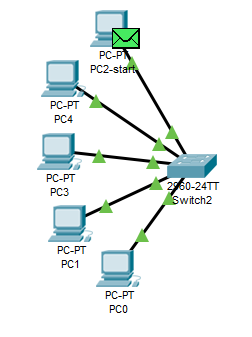 PC-PT
PC2-start
PC-PT
PC4
PC-PT
PC3
2960-24TT
Switch2
PC-PT
PC1
PC-PT
PC0